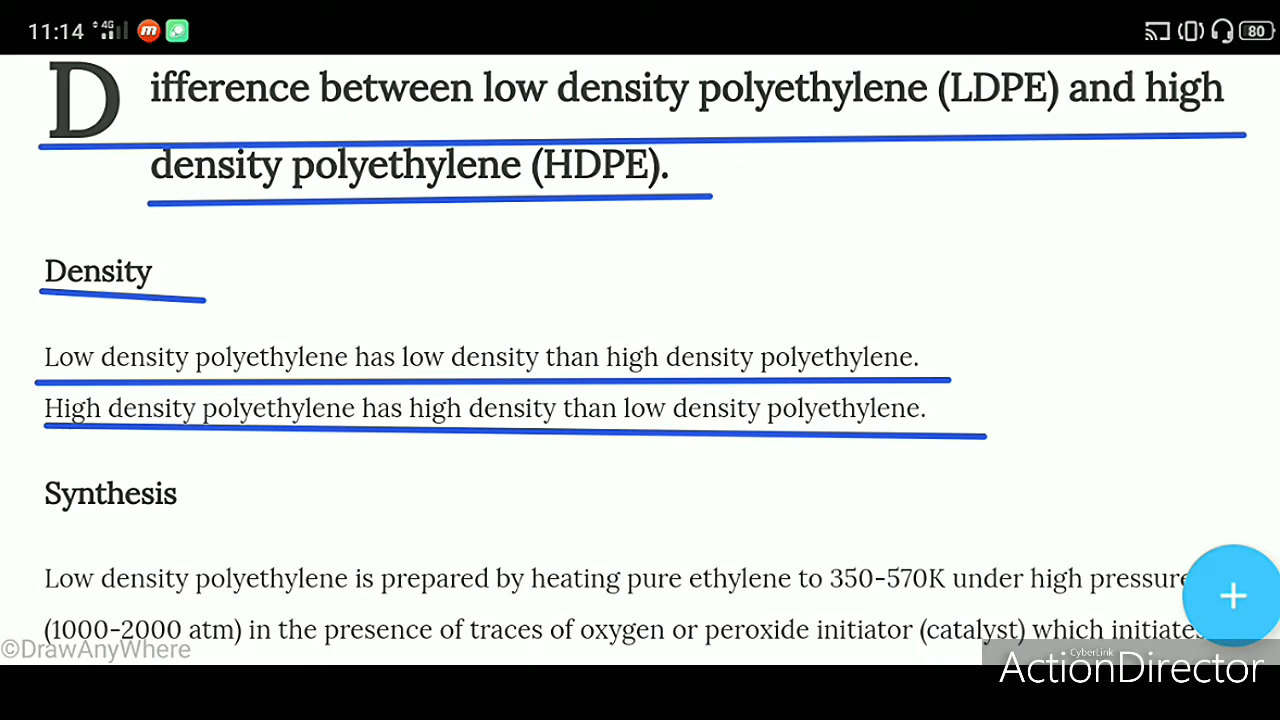 11:14 4G 80
Difference between low density polyethylene (LDPE) and high
density polyethylene (HDPE).
Density
Low density polyethylene has low density than high density polyethylene.
High density polyethylene has high density than low density polyethylene.
Synthesis
Low density polyethylene is prepared by heating pure ethylene to 350-570K under high pressure
+
(1000-2000 atm) in the presence of traces of oxygen or peroxide initiator (catalyst) which initiates
©DrawAnyWhere
CyberLink
ActionDirector